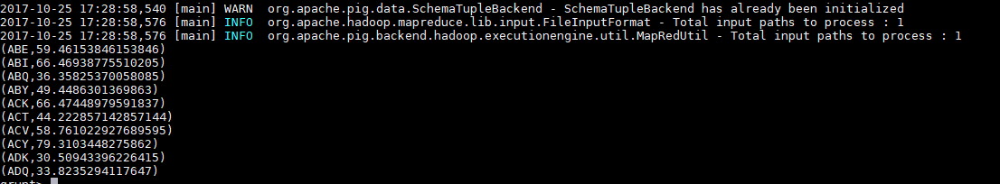 2017-10-25 17:28:58,540 [main] WARN  org.apache.pig.data.SchemaTupleBackend - SchemaTupleBackend has already been initialized
2017-10-25 17:28:58,576 [main] INFO  org.apache.hadoop.mapreduce.lib.input.FileInputFormat - Total input paths to process : 1
2017-10-25 17:28:58,576 [main] INFO  org.apache.pig.backend.hadoop.executionengine.util.MapRedUtil - Total input paths to process : 1
(ABE,59.46153846153846)
(ABI,66.46938775510205)
(ABQ,36.35825370058085)
(ABY,49.4486301369863)
(ACK,66.47448979591837)
(ACT,44.222857142857144)
(ACV,58.761022927689595)
(ACY,79.3103448275862)
(ADK,30.50943396226415)
(ADQ,33.8235294117647)
grunt>